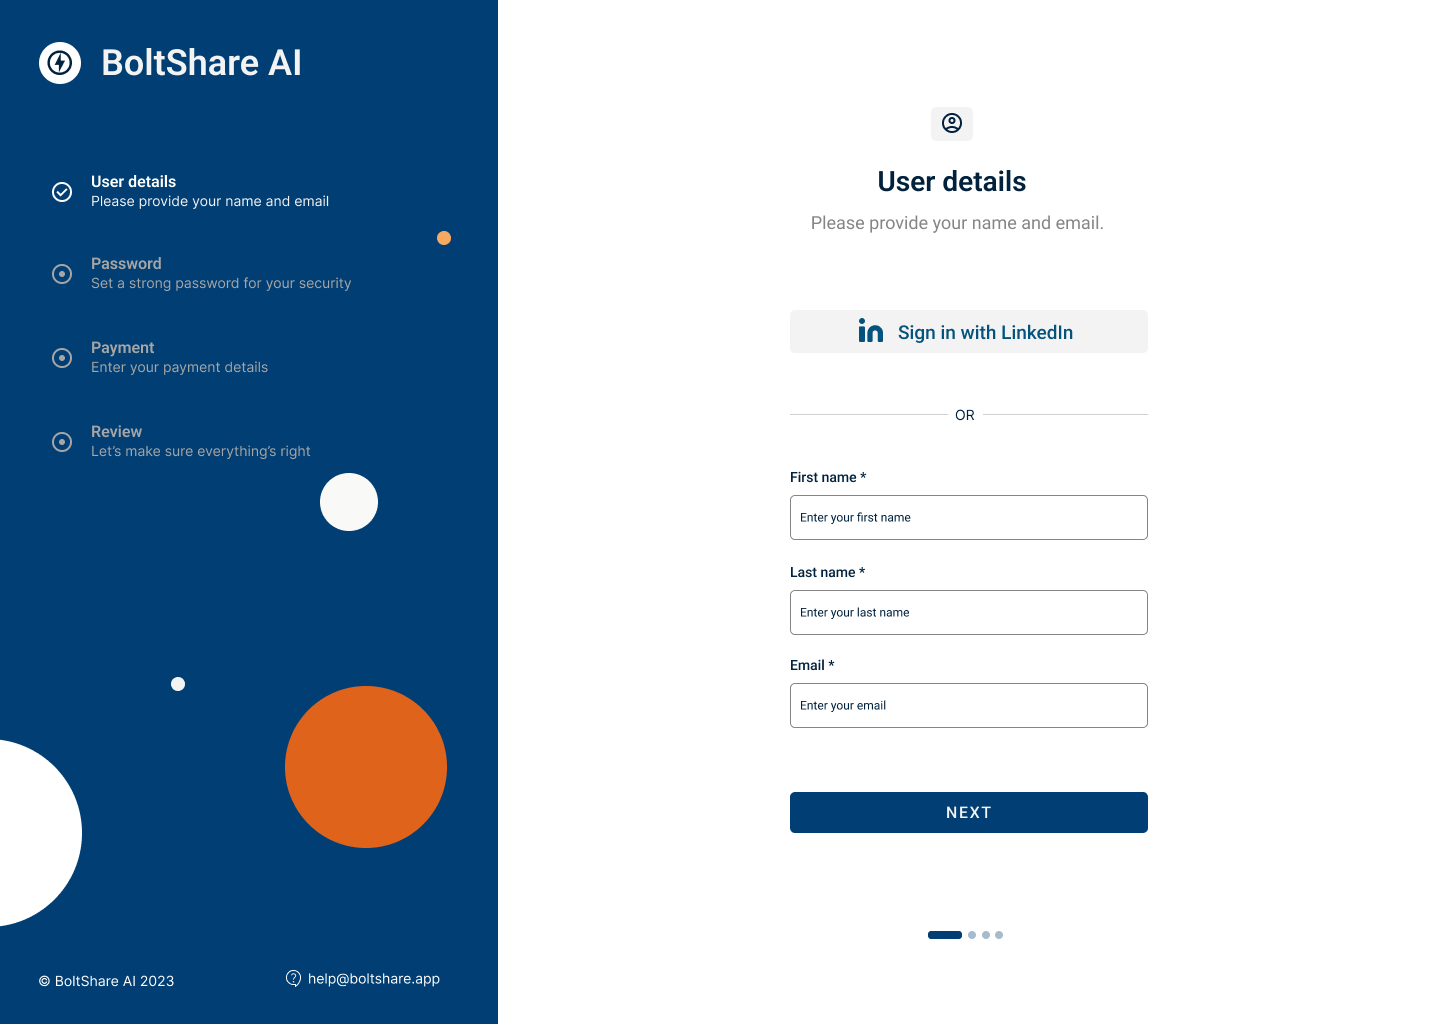 BoltShare AI
User details
Please provide your name and email
Password
Set a strong password for your security
Payment
Enter your payment details
Review
Let's make sure everything's right
© BoltShare AI 2023
help@boltshare.app
User details
Please provide your name and email.
Sign in with LinkedIn
OR
First name *
Enter your first name
Last name *
Enter your last name
Email *
Enter your email
NEXT